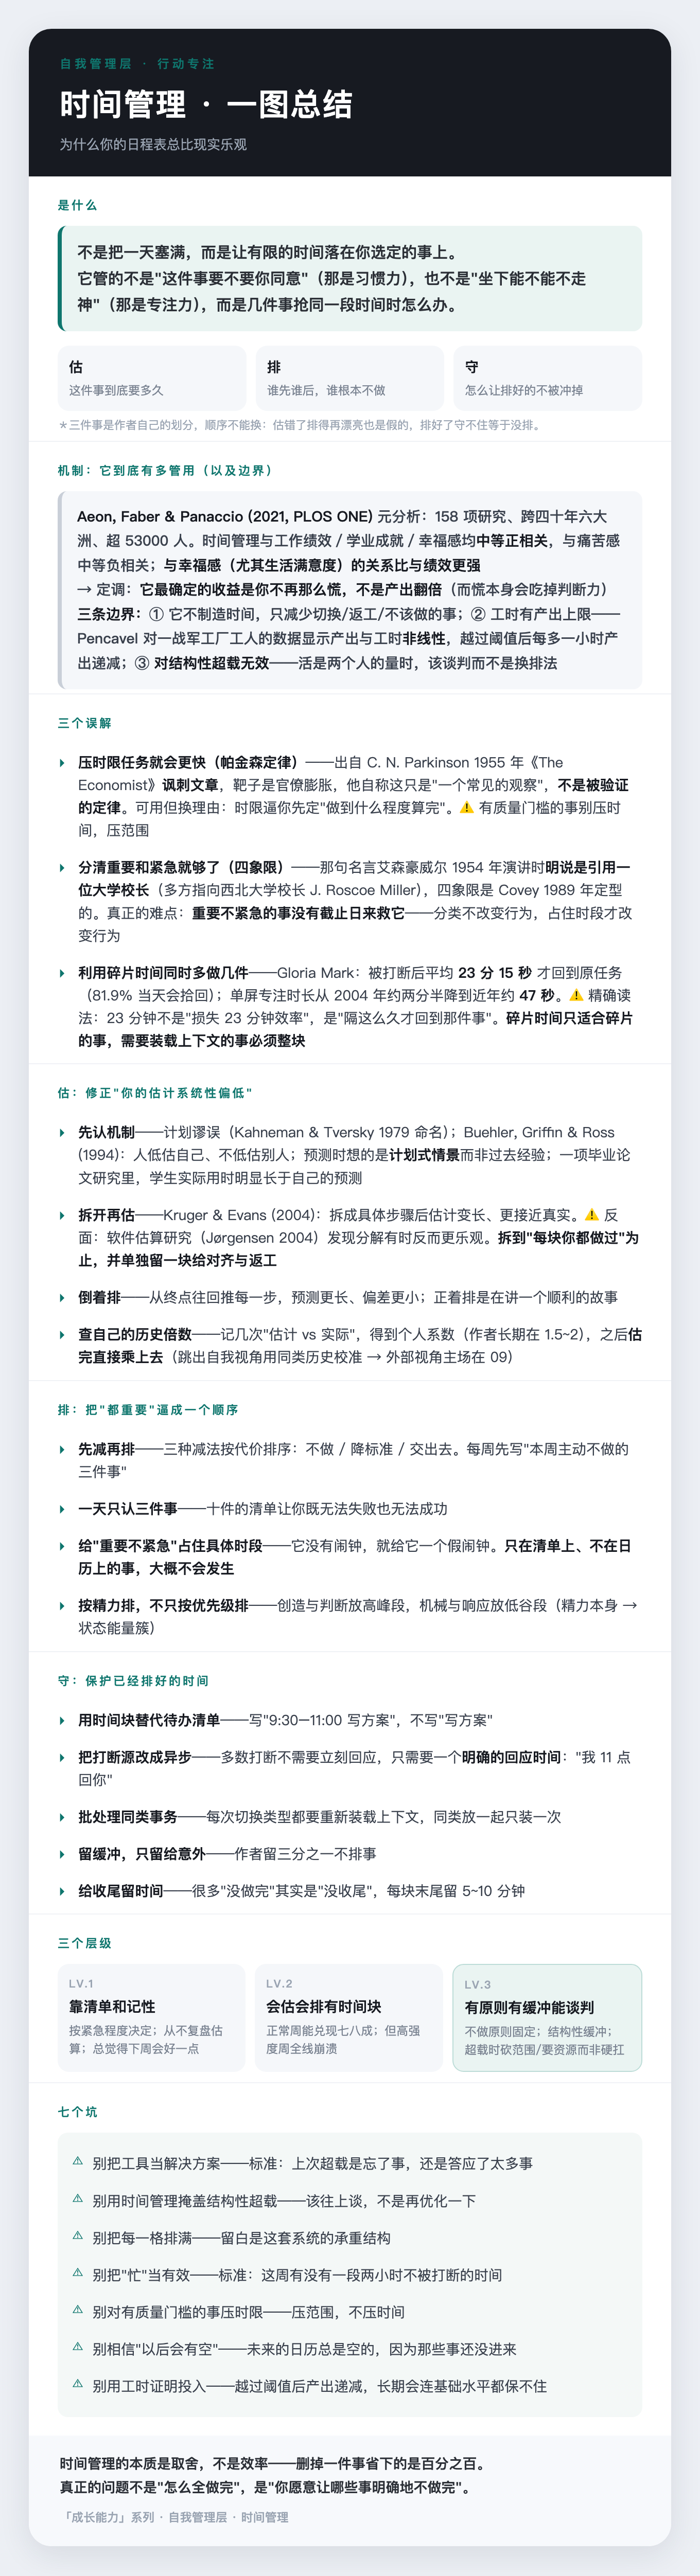 自我管理层 · 行动专注
时间管理 · 一图总结
为什么你的日程表总比现实乐观
是什么
不是把一天塞满，而是让有限的时间落在你选定的事上。
它管的不是"这件事要不要你同意"（那是习惯力），也不是"坐下能不能不走
神"（那是专注力），而是几件事抢同一段时间时怎么办。
估
这件事到底要多久
排
谁先谁后，谁根本不做
守
怎么让排好的不被冲掉
＊三件事是作者自己的划分，顺序不能换：估错了排得再漂亮也是假的，排好了守不住等于没排。
机制：它到底有多管用（以及边界）
Aeon, Faber & Panaccio (2021, PLOS ONE) 元分析：158 项研究、跨四十年六大
洲、超 53000 人。时间管理与工作绩效 / 学业成就 / 幸福感均中等正相关，与痛苦感
中等负相关；与幸福感（尤其生活满意度）的关系比与绩效更强
→ 定调：它最确定的收益是你不再那么慌，不是产出翻倍（而慌本身会吃掉判断力）
三条边界：① 它不制造时间，只减少切换/返工/不该做的事；② 工时有产出上限——
Pencavel 对一战军工厂工人的数据显示产出与工时非线性，越过阈值后每多一小时产
出递减；③ 对结构性超载无效——活是两个人的量时，该谈判而不是换排法
三个误解
压时限任务就会更快（帕金森定律）——出自 C. N. Parkinson 1955 年《The
Economist》讽刺文章，靶子是官僚膨胀，他自称这只是"一个常见的观察"，不是被验证
的定律。可用但换理由：时限逼你先定"做到什么程度算完"。⚠️ 有质量门槛的事别压时
间，压范围
分清重要和紧急就够了（四象限）——那句名言艾森豪威尔 1954 年演讲时明说是引用一
位大学校长（多方指向西北大学校长 J. Roscoe Miller），四象限是 Covey 1989 年定型
的。真正的难点：重要不紧急的事没有截止日来救它——分类不改变行为，占住时段才改
变行为
利用碎片时间同时多做几件——Gloria Mark：被打断后平均 23 分 15 秒 才回到原任务
（81.9% 当天会拾回）；单屏专注时长从 2004 年约两分半降到近年约 47 秒。⚠️ 精确读
法：23 分钟不是"损失 23 分钟效率"，是"隔这么久才回到那件事"。碎片时间只适合碎片
的事，需要装载上下文的事必须整块
估：修正"你的估计系统性偏低"
先认机制——计划谬误（Kahneman & Tversky 1979 命名）；Buehler, Griffin & Ross
(1994)：人低估自己、不低估别人；预测时想的是计划式情景而非过去经验；一项毕业论
文研究里，学生实际用时明显长于自己的预测
拆开再估——Kruger & Evans (2004)：拆成具体步骤后估计变长、更接近真实。⚠️ 反
面：软件估算研究（Jørgensen 2004）发现分解有时反而更乐观。拆到"每块你都做过"为
止，并单独留一块给对齐与返工
倒着排——从终点往回推每一步，预测更长、偏差更小；正着排是在讲一个顺利的故事
查自己的历史倍数——记几次"估计 vs 实际"，得到个人系数（作者长期在 1.5~2），之后估
完直接乘上去（跳出自我视角用同类历史校准 → 外部视角主场在 09）
排：把"都重要"逼成一个顺序
先减再排——三种减法按代价排序：不做 / 降标准 / 交出去。每周先写"本周主动不做的
三件事"
一天只认三件事——十件的清单让你既无法失败也无法成功
给"重要不紧急"占住具体时段——它没有闹钟，就给它一个假闹钟。只在清单上、不在日
历上的事，大概不会发生
按精力排，不只按优先级排——创造与判断放高峰段，机械与响应放低谷段（精力本身 →
状态能量簇）
守：保护已经排好的时间
用时间块替代待办清单——写"9:30—11:00 写方案"，不写"写方案"
把打断源改成异步——多数打断不需要立刻回应，只需要一个明确的回应时间："我 11 点
回你"
批处理同类事务——每次切换类型都要重新装载上下文，同类放一起只装一次
留缓冲，只留给意外——作者留三分之一不排事
给收尾留时间——很多"没做完"其实是"没收尾"，每块末尾留 5~10 分钟
三个层级
LV.1
靠清单和记性
按紧急程度决定；从不复盘估
算；总觉得下周会好一点
LV.2
会估会排有时间块
正常周能兑现七八成；但高强
度周全线崩溃
LV.3
有原则有缓冲能谈判
不做原则固定；结构性缓冲；
超载时砍范围/要资源而非硬扛
七个坑
⚠ 别把工具当解决方案——标准：上次超载是忘了事，还是答应了太多事
⚠ 别用时间管理掩盖结构性超载——该往上谈，不是再优化一下
⚠ 别把每一格排满——留白是这套系统的承重结构
⚠ 别把"忙"当有效——标准：这周有没有一段两小时不被打断的时间
⚠ 别对有质量门槛的事压时限——压范围，不压时间
⚠ 别相信"以后会有空"——未来的日历总是空的，因为那些事还没进来
⚠ 别用工时证明投入——越过阈值后产出递减，长期会连基础水平都保不住
时间管理的本质是取舍，不是效率——删掉一件事省下的是百分之百。
真正的问题不是"怎么全做完"，是"你愿意让哪些事明确地不做完"。
「成长能力」系列 · 自我管理层 · 时间管理